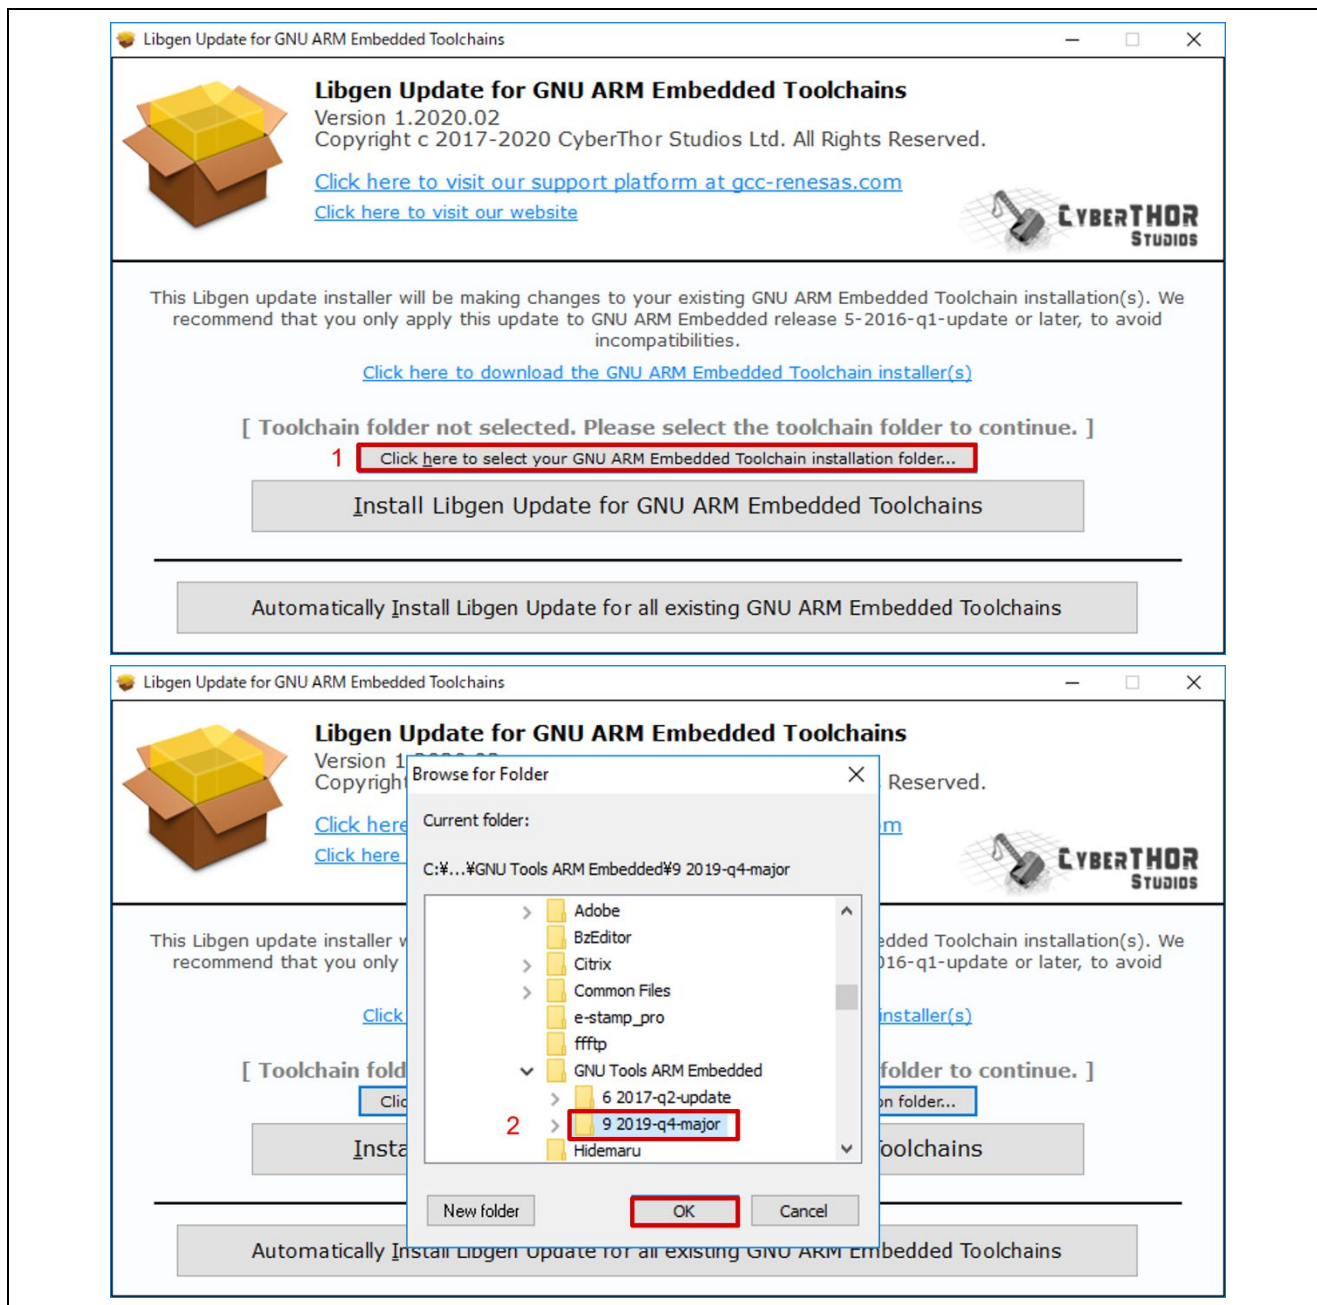 Libgen Update for GNU ARM Embedded Toolchains
Libgen Update for GNU ARM Embedded Toolchains
Version 1.2020.02
Copyright c 2017-2020 CyberThor Studios Ltd. All Rights Reserved.
Click here to visit our support platform at gcc-renesas.com
Click here to visit our website
CYBERTHOR
STUDIOS
This Libgen update installer will be making changes to your existing GNU ARM Embedded Toolchain installation(s). We
recommend that you only apply this update to GNU ARM Embedded release 5-2016-q1-update or later, to avoid
incompatibilities.
Click here to download the GNU ARM Embedded Toolchain installer(s)
[ Toolchain folder not selected. Please select the toolchain folder to continue. ]
1 Click here to select your GNU ARM Embedded Toolchain installation folder...
Install Libgen Update for GNU ARM Embedded Toolchains
Automatically Install Libgen Update for all existing GNU ARM Embedded Toolchains
Libgen Update for GNU ARM Embedded Toolchains
Libgen Update for GNU ARM Embedded Toolchains
Version 1
Copyright Reserved.
Click here m
Click here
CYBERTHOR
STUDIOS
This Libgen update installer edded Toolchain installation(s). We
recommend that you only 016-q1-update or later, to avoid
Click installer(s)
[ Toolchain fold folder to continue. ]
Clic on folder...
Insta oolchains
Automatically Install Libgen Update for all existing GNU ARM Embedded Toolchains
Browse for Folder
Current folder:
C:¥...¥GNU Tools ARM Embedded¥9 2019-q4-major
Adobe
BzEditor
Citrix
Common Files
e-stamp_pro
ffftp
GNU Tools ARM Embedded
6 2017-q2-update
2 9 2019-q4-major
Hidemaru
New folder OK Cancel